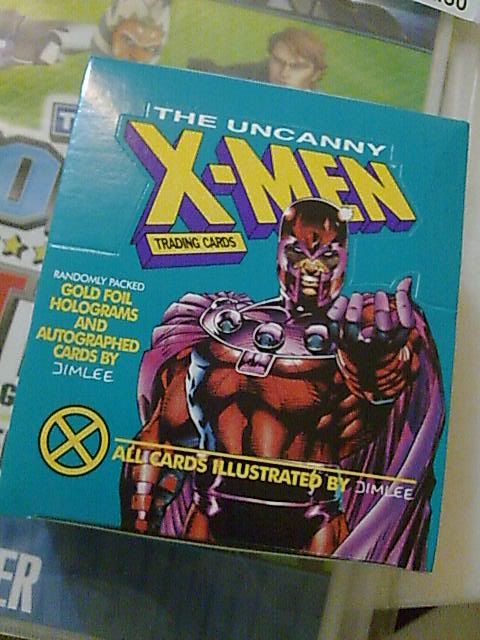 THE UNCANNY
X-MEN
TRADING CARDS
RANDOMLY PACKED
GOLD FOIL
HOLOGRAMS
AND
AUTOGRAPHED
CARDS BY
JIMLEE
ALL CARDS ILLUSTRATED BY JIMLEE
ER